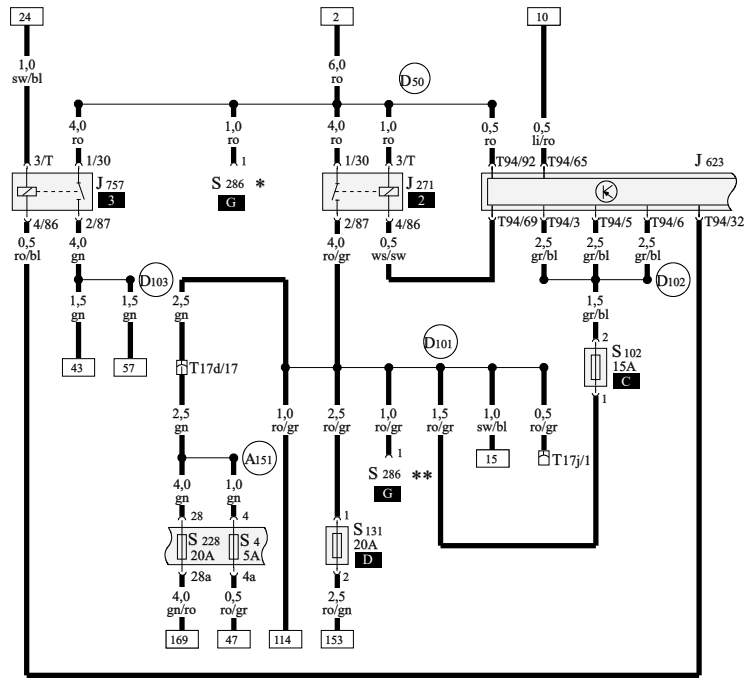 24
2
10
1,0
sw/bl
6,0
ro
D50
4,0
ro
1,0
ro
4,0
ro
1,0
ro
0,5
ro
0,5
li/ro
3/T
1/30
1
1/30
3/T
T94/92
T94/65
J 623
J 757
3
S 286 *
G
J 271
2
4/86
2/87
2/87
4/86
T94/69
T94/3
T94/5
T94/6
T94/32
0,5
ro/bl
4,0
gn
4,0
ro/gr
0,5
ws/sw
2,5
gr/bl
2,5
gr/bl
2,5
gr/bl
D103
D102
1,5
gn
1,5
gn
2,5
gn
1,5
gr/bl
D101
2
S 102
15A
C
1
43
57
T17d/17
2,5
gn
1,0
ro/gr
2,5
ro/gr
1,0
ro/gr
1,5
ro/gr
1,0
sw/bl
0,5
ro/gr
A151
1
15
T17j/1
S 286 **
G
4,0
gn
1,0
gn
28
4
1
S 228
20A
S 4
5A
S 131
20A
D
28a
4a
2
4,0
gn/ro
0,5
ro/gr
2,5
ro/gn
169
47
114
153